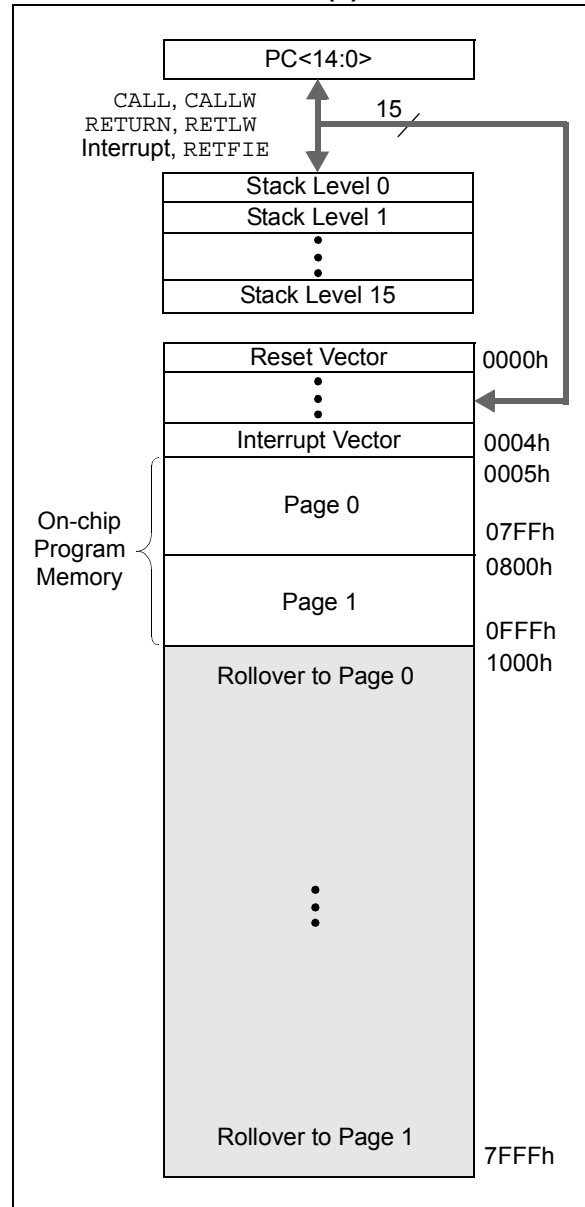 PC<14:0>
CALL, CALLW
RETURN, RETLW
Interrupt, RETFIE
15
Stack Level 0
Stack Level 1
Stack Level 15
Reset Vector
0000h
Interrupt Vector
0004h
0005h
On-chip
Program
Memory
Page 0
07FFh
0800h
Page 1
0FFFh
1000h
Rollover to Page 0
Rollover to Page 1
7FFFh